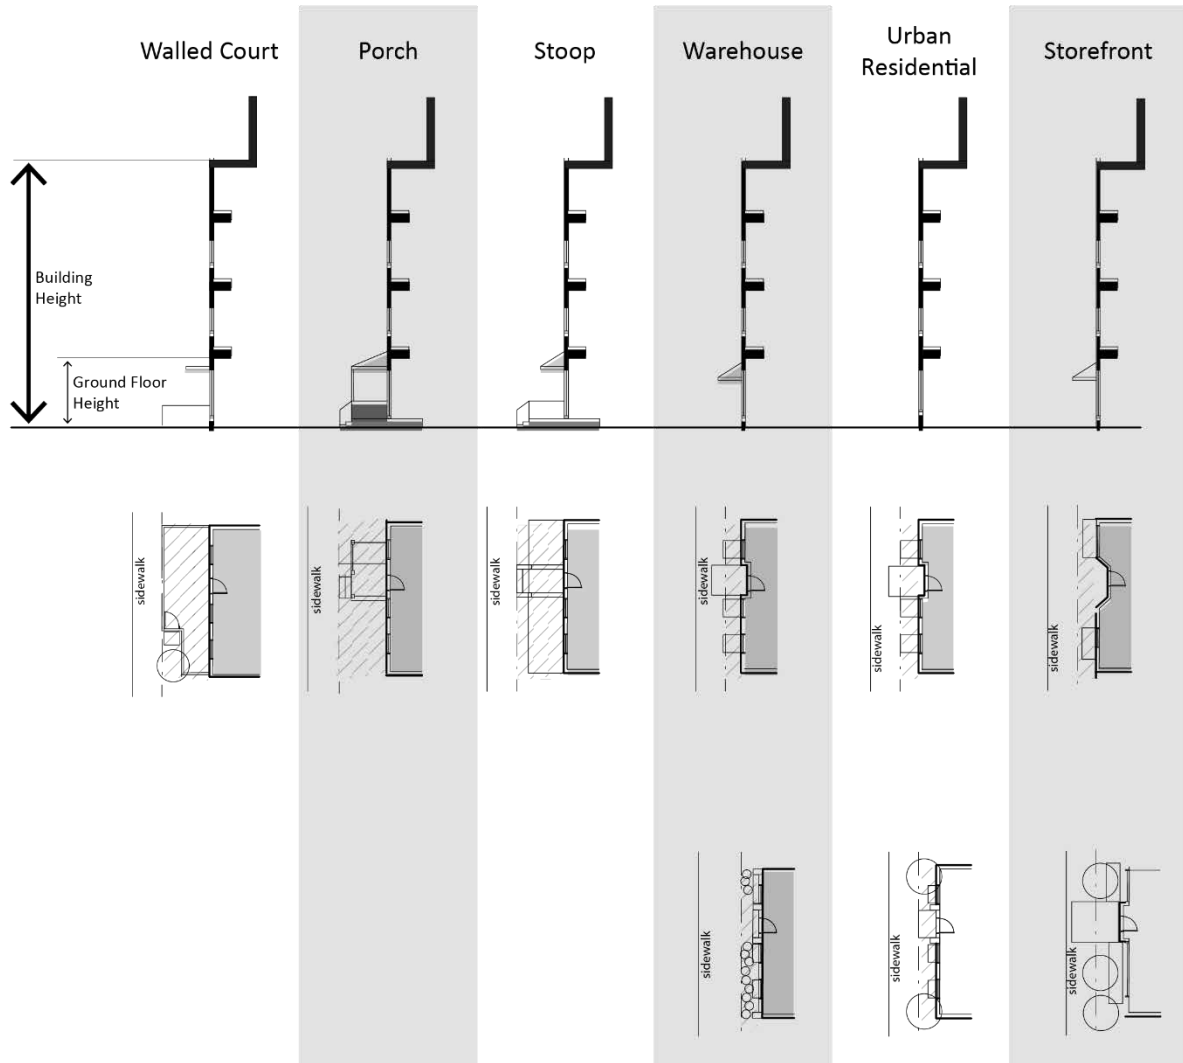 Walled Court
Porch
Stoop
Warehouse
Urban
Residential
Storefront
Building
Height
Ground Floor
Height
sidewalk
sidewalk
sidewalk
sidewalk
sidewalk
sidewalk
sidewalk
sidewalk
sidewalk